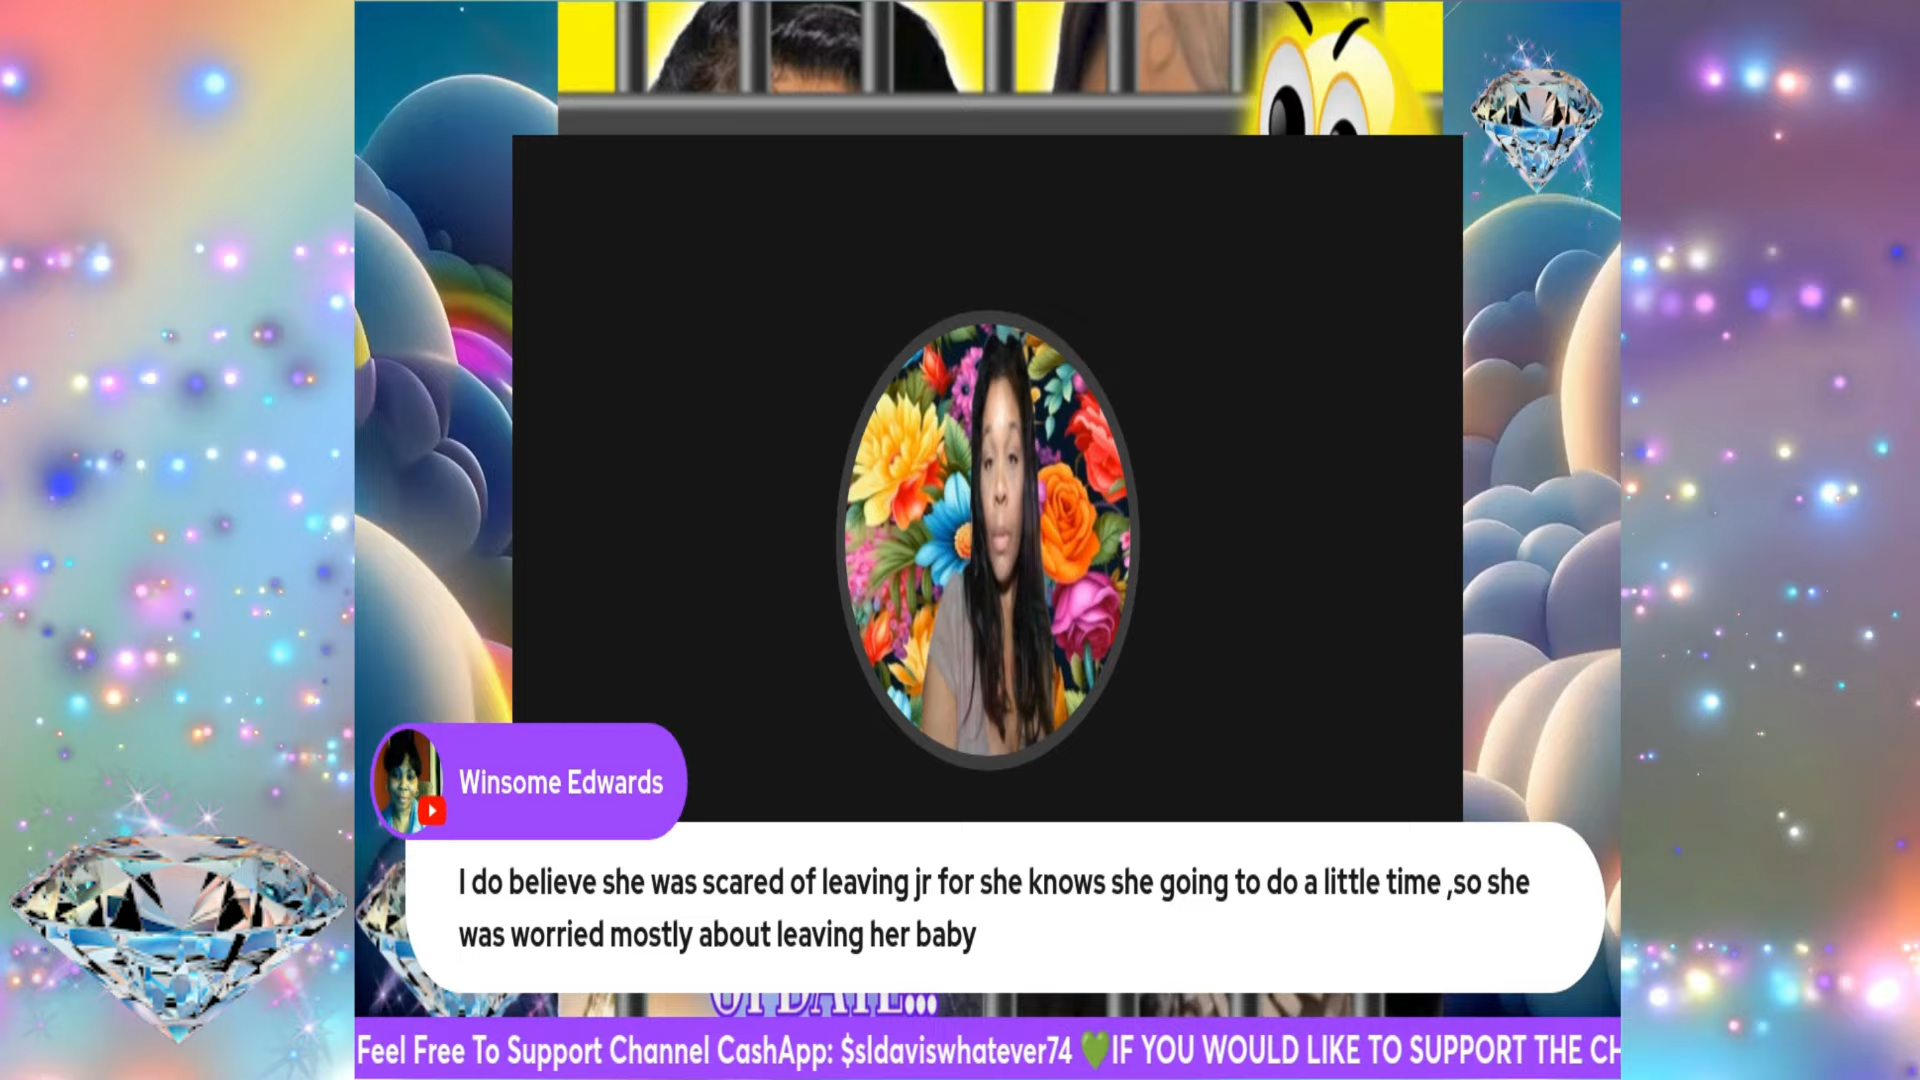 UPDATE...
Winsome Edwards
I do believe she was scared of leaving jr for she knows she going to do a little time ,so she
was worried mostly about leaving her baby
Feel Free To Support Channel CashApp: $sldaviswhatever74 💚IF YOU WOULD LIKE TO SUPPORT THE CH